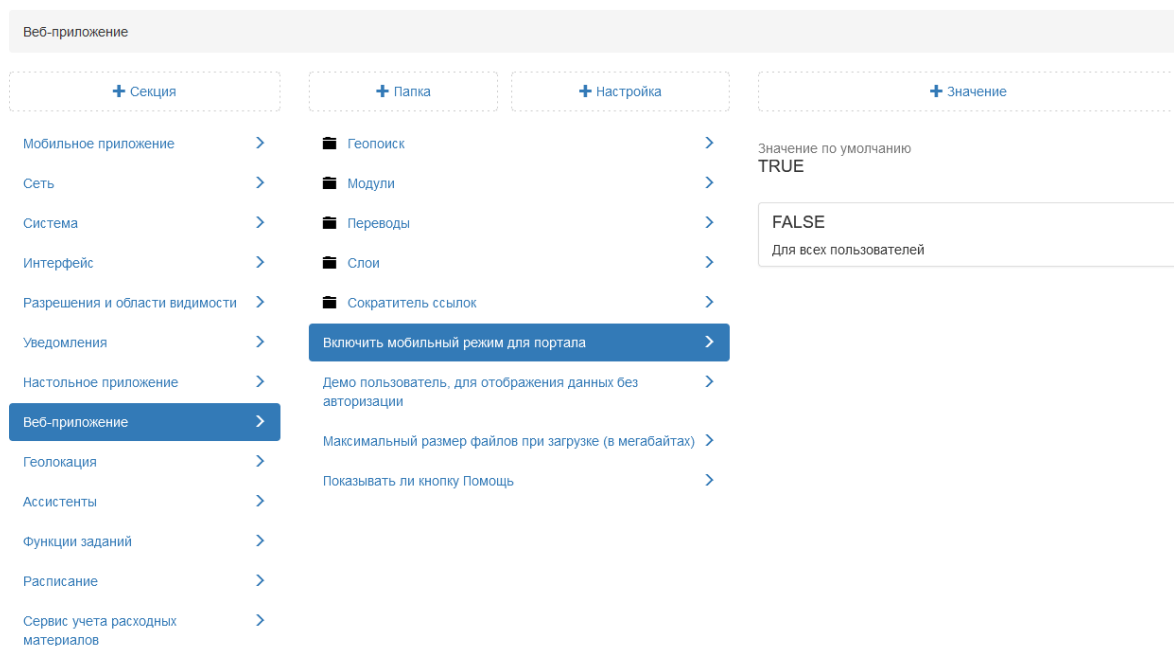 Веб-приложение
+ Секция
+ Папка
+ Настройка
+ Значение
Мобильное приложение
Сеть
Система
Интерфейс
Разрешения и области видимости
Уведомления
Настольное приложение
Веб-приложение
Геолокация
Ассистенты
Функции заданий
Расписание
Сервис учета расходных
материалов
Геопоиск
Модули
Переводы
Слои
Сократитель ссылок
Включить мобильный режим для портала
Демо пользователь, для отображения данных без
авторизации
Максимальный размер файлов при загрузке (в мегабайтах)
Показывать ли кнопку Помощь
Значение по умолчанию
TRUE
FALSE
Для всех пользователей